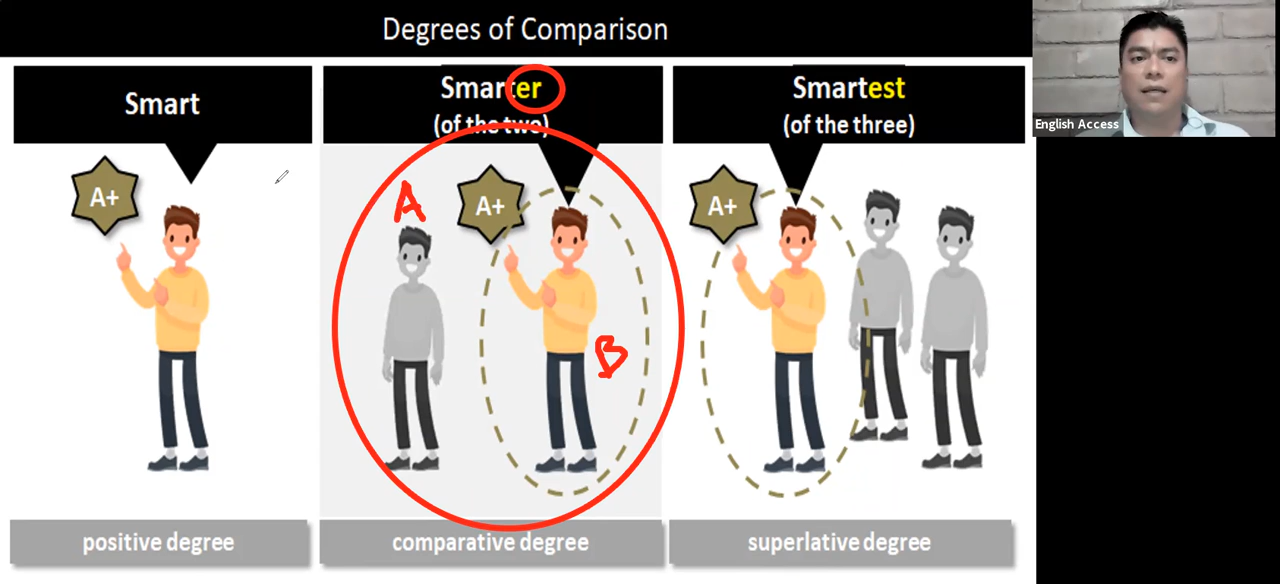 Degrees of Comparison
Smart
Smarter
(of the two)
Smartest
(of the three)
English Access
A+
A
A+
B
A+
positive degree
comparative degree
superlative degree